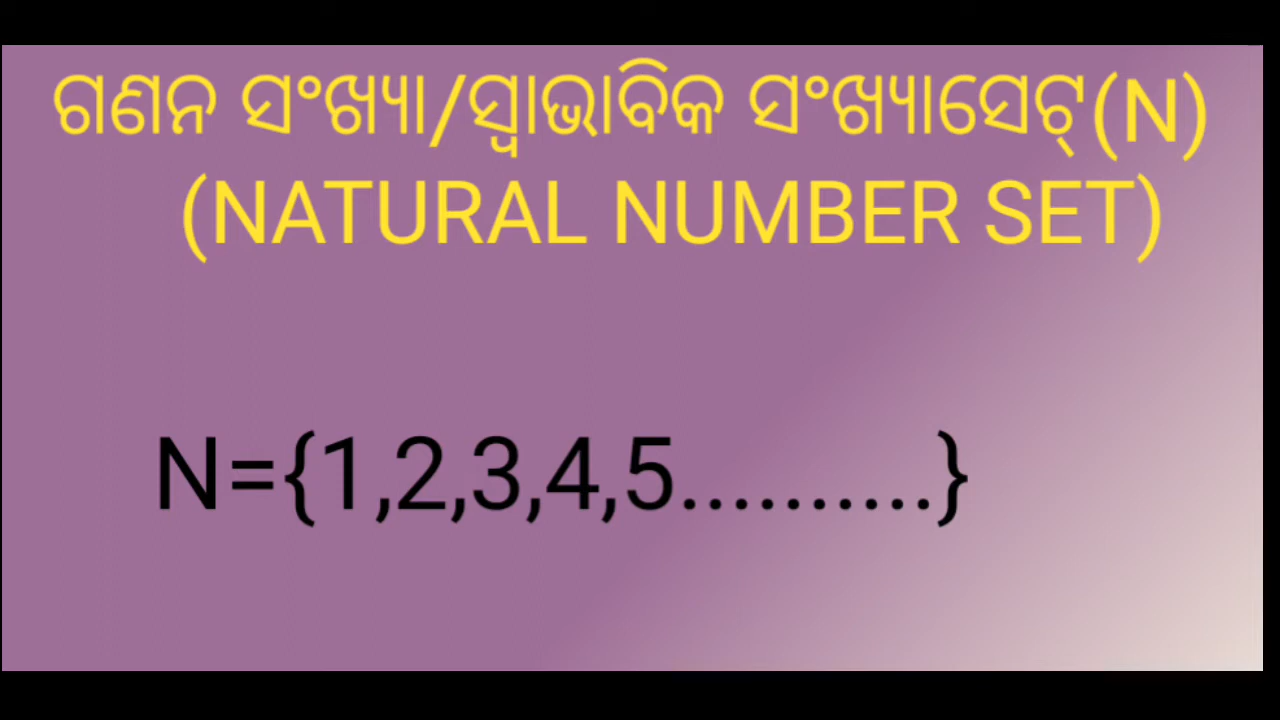 ଗଣନ ସଂଖ୍ୟା/ସ୍ୱାଭାବିକ ସଂଖ୍ୟାସେଟ୍(N)
(NATURAL NUMBER SET)
N={1,2,3,4,5..........}